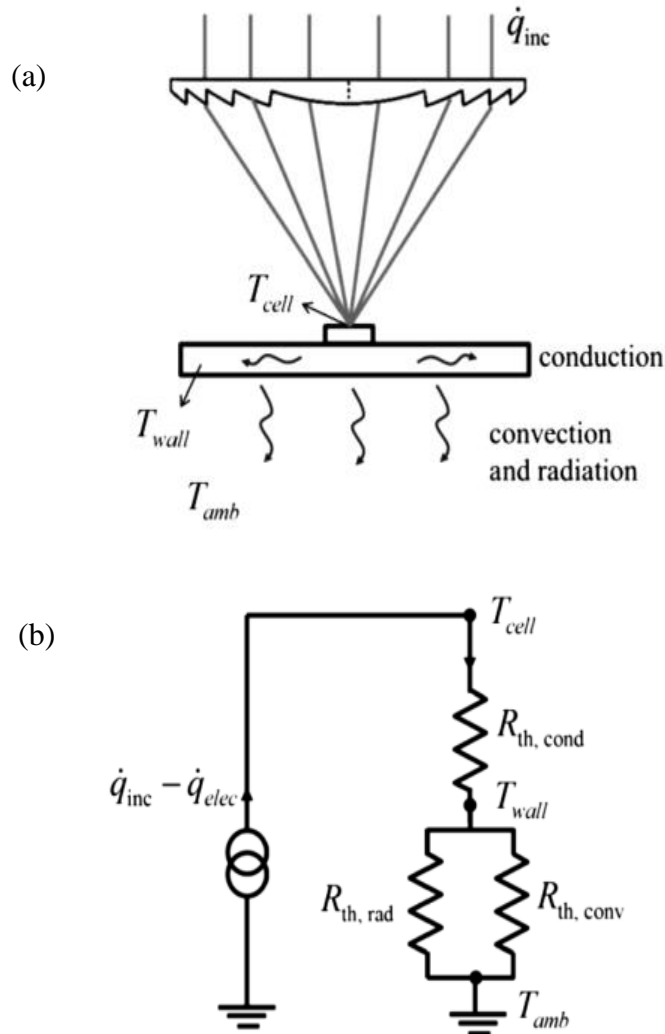 (a)
q̇inc
Tcell
conduction
Twall
convection
and radiation
Tamb
(b)
Tcell
Rth, cond
q̇inc − q̇elec
Twall
Rth, rad
Rth, conv
Tamb